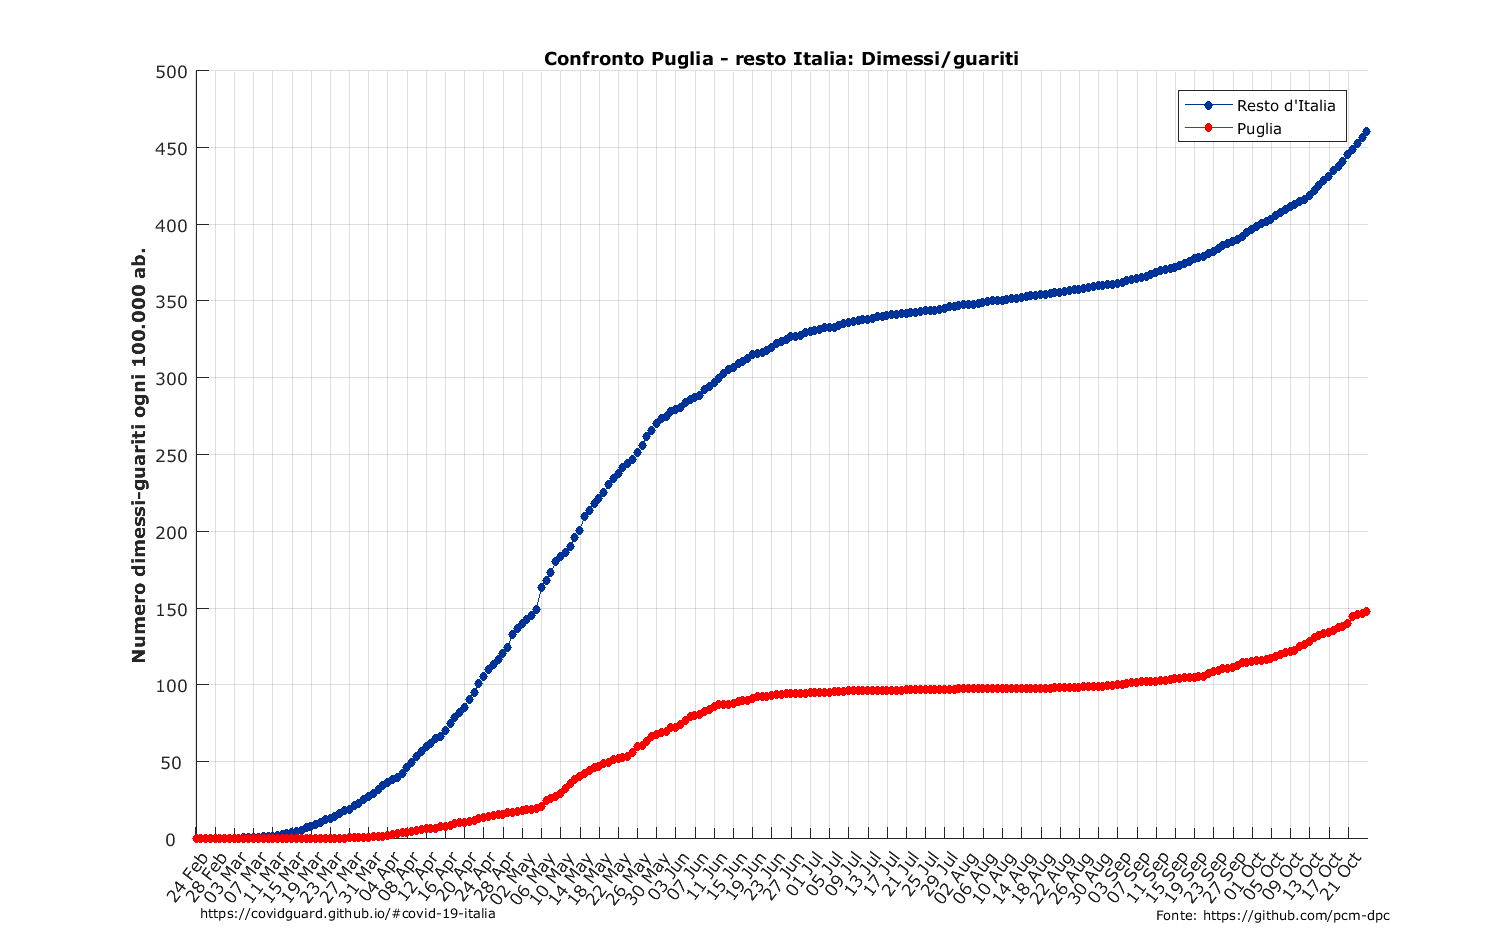 Confronto Puglia - resto Italia: Dimessi/guariti
Resto d'Italia
Puglia
Numero dimessi-guariti ogni 100.000 ab.
500
450
400
350
300
250
200
150
100
50
0
24 Feb
28 Feb
03 Mar
07 Mar
11 Mar
15 Mar
19 Mar
23 Mar
27 Mar
31 Mar
04 Apr
08 Apr
12 Apr
16 Apr
20 Apr
24 Apr
28 Apr
02 May
06 May
10 May
14 May
18 May
22 May
26 May
30 May
03 Jun
07 Jun
11 Jun
15 Jun
19 Jun
23 Jun
27 Jun
01 Jul
05 Jul
09 Jul
13 Jul
17 Jul
21 Jul
25 Jul
29 Jul
02 Aug
06 Aug
10 Aug
14 Aug
18 Aug
22 Aug
26 Aug
30 Aug
03 Sep
07 Sep
11 Sep
15 Sep
19 Sep
23 Sep
27 Sep
01 Oct
05 Oct
09 Oct
13 Oct
17 Oct
21 Oct
https://covidguard.github.io/#covid-19-italia
Fonte: https://github.com/pcm-dpc